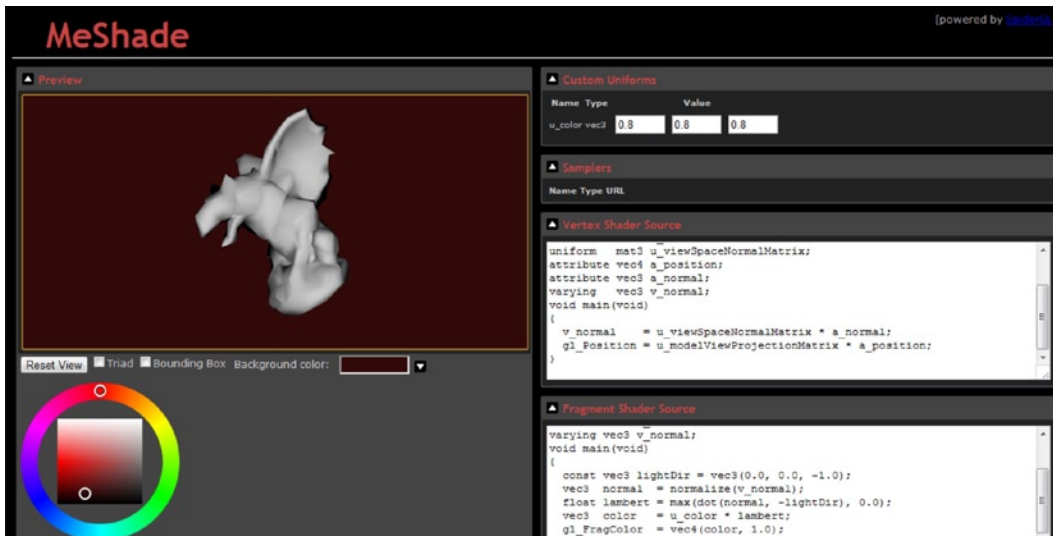 MeShade
[powered by SpiderGL
Preview
Reset View Triad Bounding Box Background color:
Custom Uniforms
Name Type Value
u_color vec3 0.8 0.8 0.8
Samplers
Name Type URL
Vertex Shader Source
uniform mat3 u_viewSpaceNormalMatrix;
attribute vec4 a_position;
attribute vec3 a_normal;
varying vec3 v_normal;
void main(void)
{
v_normal = u_viewSpaceNormalMatrix * a_normal;
gl_Position = u_modelViewProjectionMatrix * a_position;
}
Fragment Shader Source
varying vec3 v_normal;
void main(void)
{
const vec3 lightDir = vec3(0.0, 0.0, -1.0);
vec3 normal = normalize(v_normal);
float lambert = max(dot(normal, -lightDir), 0.0);
vec3 color = u_color * lambert;
gl_FragColor = vec4(color, 1.0);